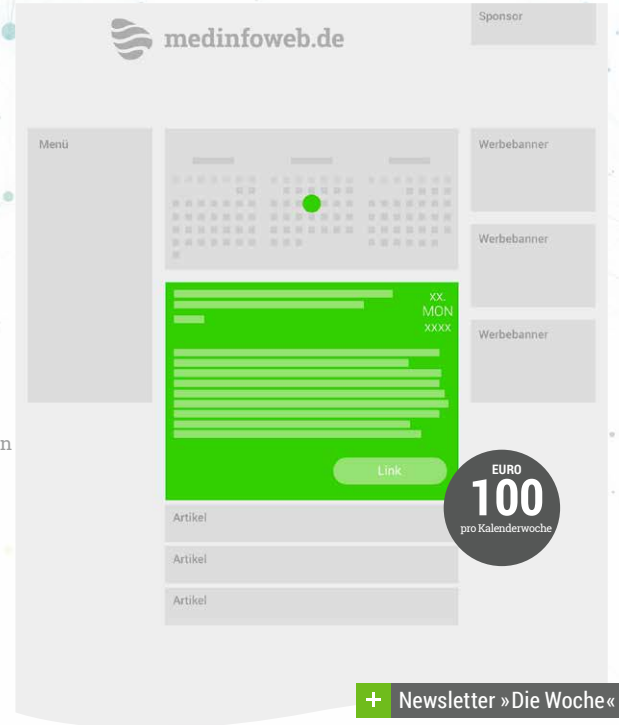 Sponsor
medinfoweb.de
Menü
Werbebanner
Werbebanner
Werbebanner
xx.
MON
xxxx
Link
n
EURO
100
pro Kalenderwoche
Artikel
Artikel
Artikel
+ Newsletter »Die Woche«